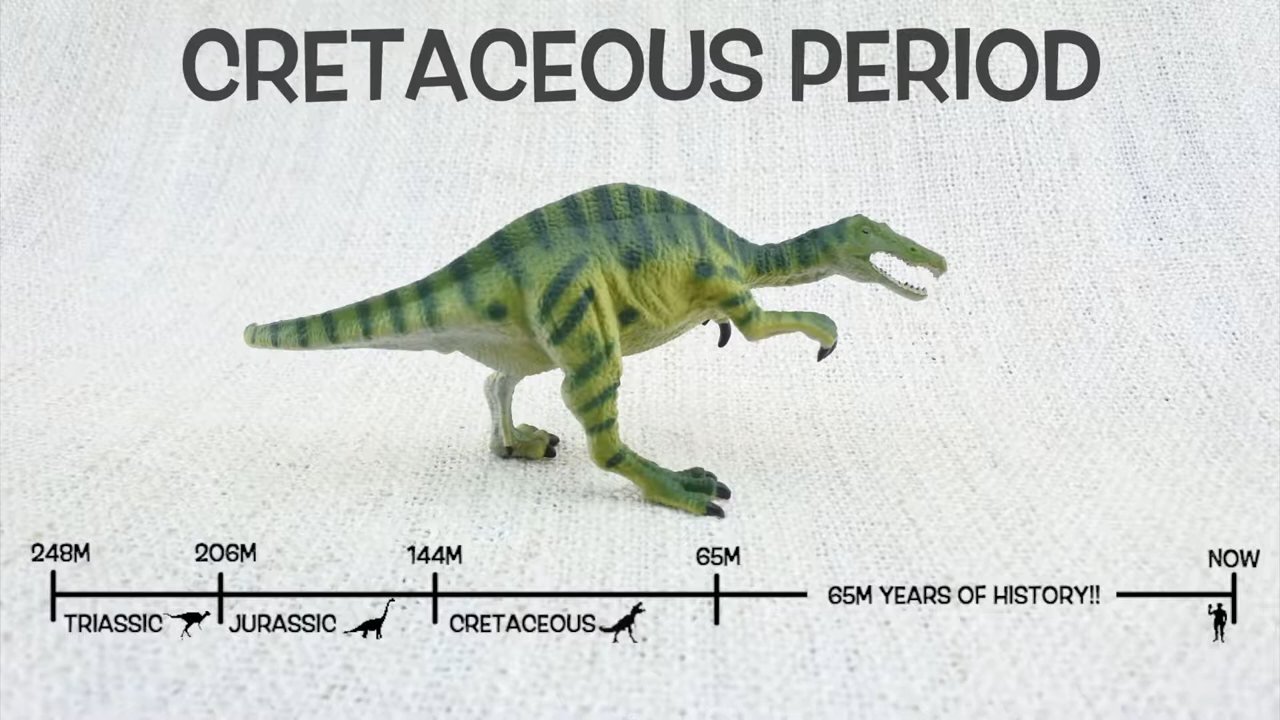 CRETACEOUS PERIOD
248M 206M 144M 65M NOW
65M YEARS OF HISTORY!!
TRIASSIC JURASSIC CRETACEOUS